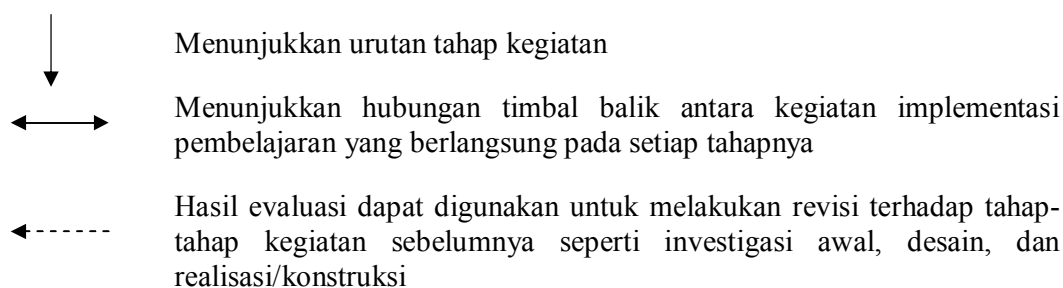 Menunjukkan urutan tahap kegiatan
Menunjukkan hubungan timbal balik antara kegiatan implementasi
pembelajaran yang berlangsung pada setiap tahapnya
Hasil evaluasi dapat digunakan untuk melakukan revisi terhadap tahap-
tahap kegiatan sebelumnya seperti investigasi awal, desain, dan
realisasi/konstruksi